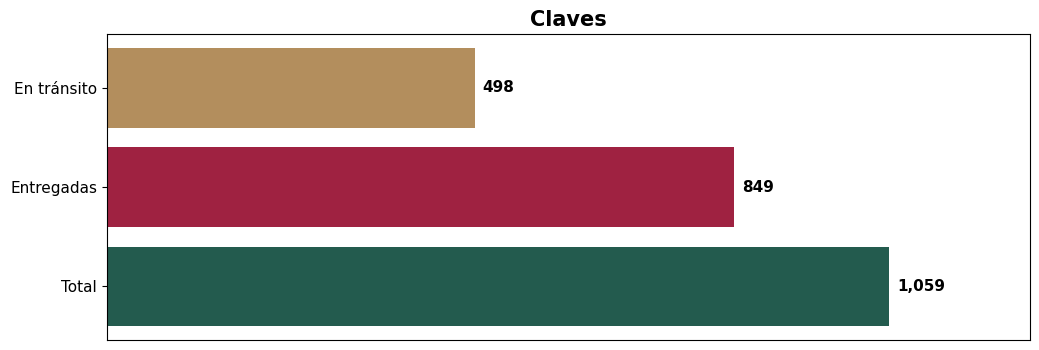 Claves
En tránsito
498
Entregadas
849
Total
1,059